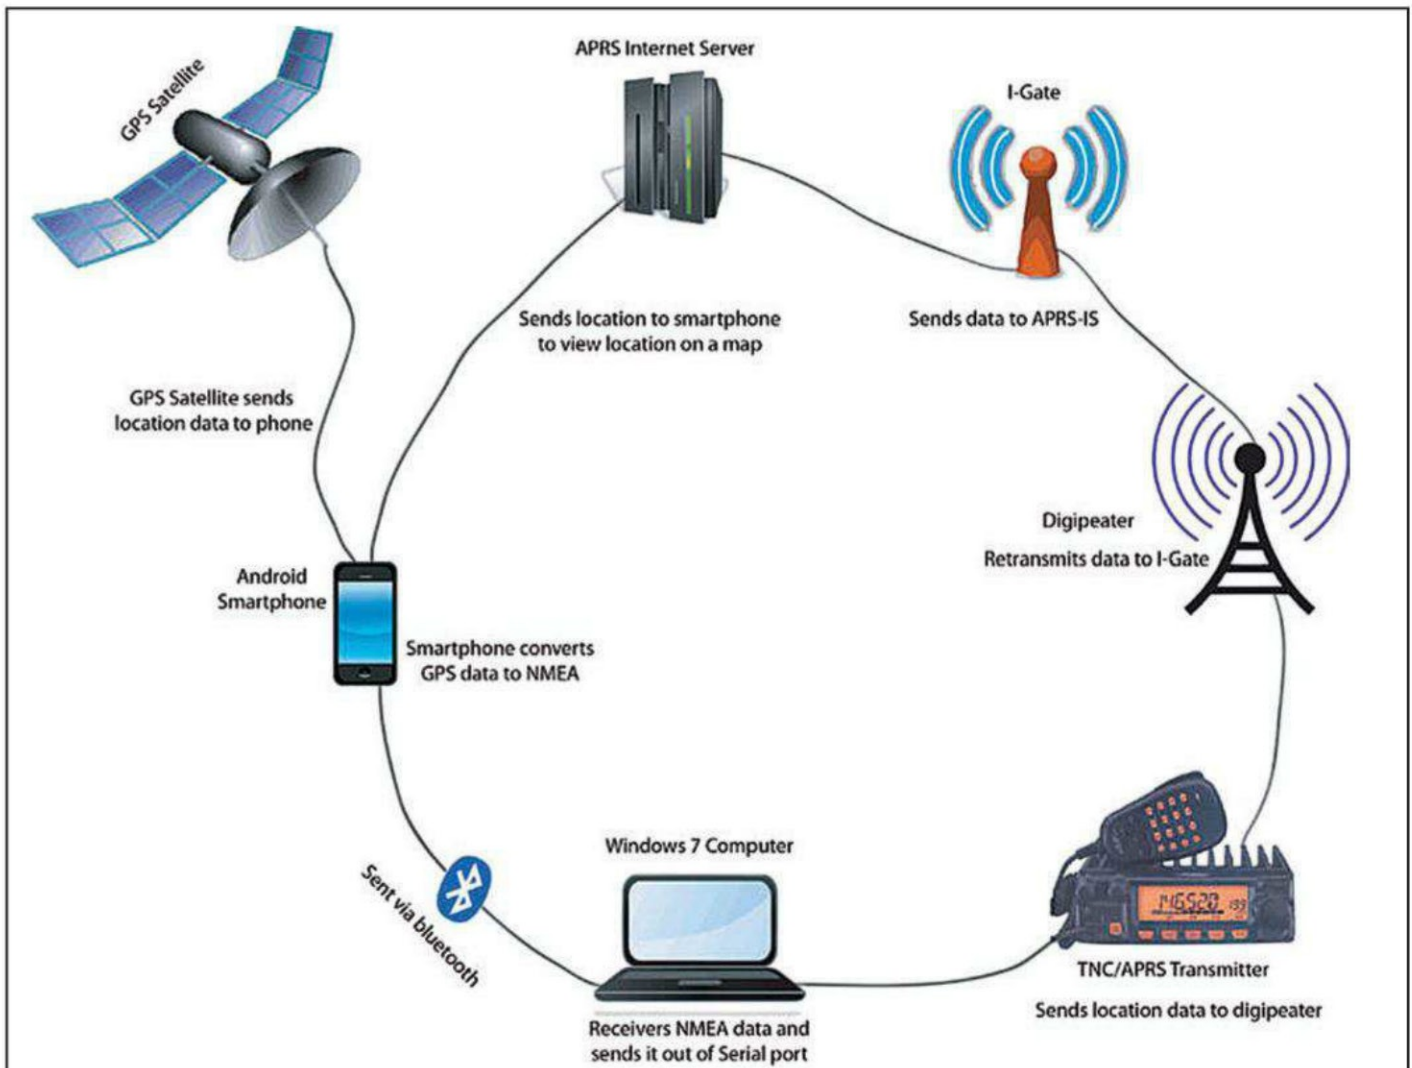 GPS Satellite
APRS Internet Server
I-Gate
Sends location to smartphone
to view location on a map
Sends data to APRS-IS
GPS Satellite sends
location data to phone
Digipeater
Retransmits data to I-Gate
Android
Smartphone
Smartphone converts
GPS data to NMEA
Sent via bluetooth
Windows 7 Computer
Receivers NMEA data and
sends it out of Serial port
146520
TNC/APRS Transmitter
Sends location data to digipeater